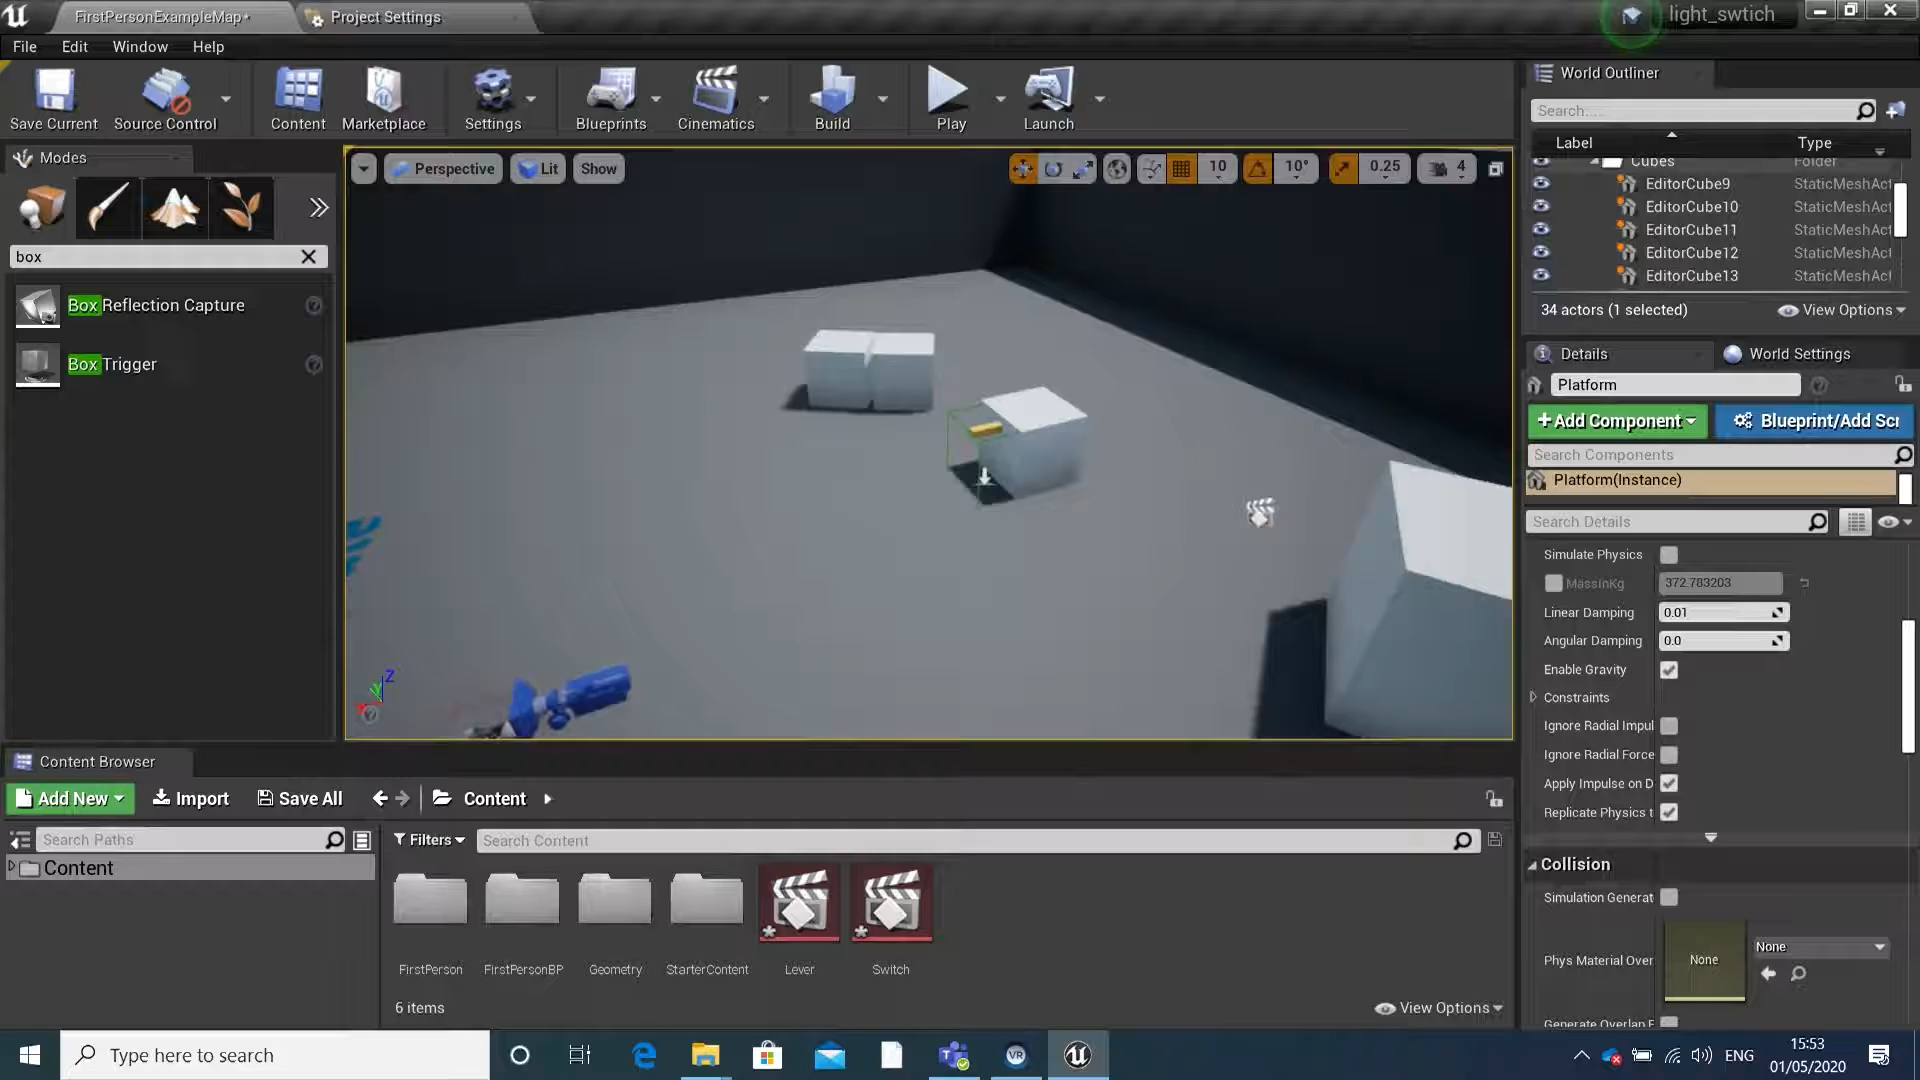 FirstPersonExampleMap*
Project Settings
light_swtich
File Edit Window Help
Save Current
Source Control
Content
Marketplace
Settings
Blueprints
Cinematics
Build
Play
Launch
Modes
box
Box Reflection Capture
Box Trigger
Perspective
Lit
Show
10
10°
0.25
4
World Outliner
Search...
Label
Type
Cubes Folder
EditorCube9 StaticMeshAct
EditorCube10 StaticMeshAct
EditorCube11 StaticMeshAct
EditorCube12 StaticMeshAct
EditorCube13 StaticMeshAct
34 actors (1 selected)
View Options
Details
World Settings
Platform
+Add Component
Blueprint/Add Scr
Search Components
Platform(Instance)
Search Details
Simulate Physics
MassInKg 372.783203
Linear Damping 0.01
Angular Damping 0.0
Enable Gravity
Constraints
Ignore Radial Impul
Ignore Radial Force
Apply Impulse on D
Replicate Physics t
Collision
Simulation Generat
Phys Material Over
None
None
Generate Overlap E
Z
Content Browser
Add New
Import
Save All
Content
Search Paths
Content
Filters
Search Content
FirstPerson
FirstPersonBP
Geometry
StarterContent
Lever
Switch
6 items
View Options
Type here to search
VR
ENG
15:53
01/05/2020